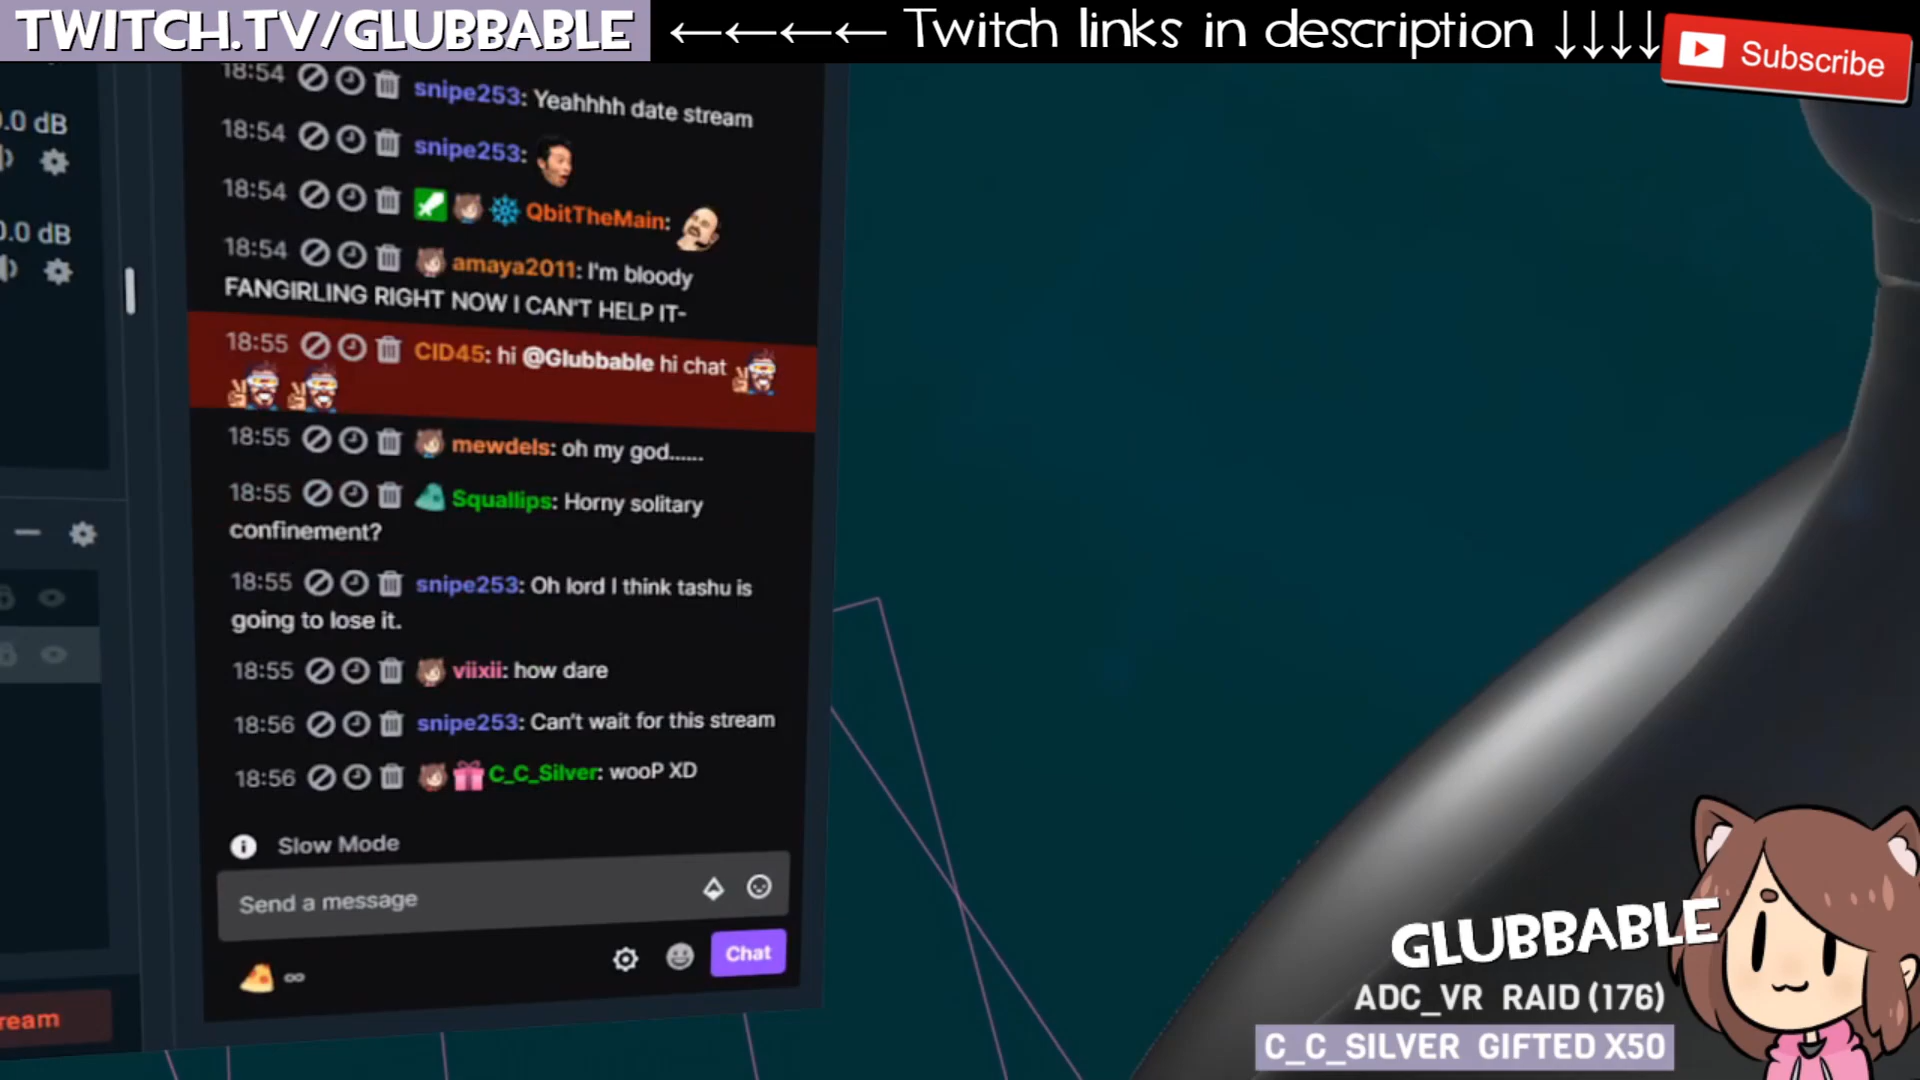 TWITCH.TV/GLUBBABLE ←←←← Twitch links in description ↓↓↓↓ Subscribe
.0 dB
0.0 dB
18:54 snipe253: Yeahhhh date stream
18:54 snipe253:
18:54 QbitTheMain:
18:54 amaya2011: I'm bloody
FANGIRLING RIGHT NOW I CAN'T HELP IT-
18:55 CID45: hi @Glubbable hi chat
18:55 mewdels: oh my god......
18:55 Squallips: Horny solitary
confinement?
18:55 snipe253: Oh lord I think tashu is
going to lose it.
18:55 viixii: how dare
18:56 snipe253: Can't wait for this stream
18:56 C_C_Silver: wooP XD
Slow Mode
Send a message
∞ Chat
ream
GLUBBABLE
ADC_VR RAID (176)
C_C_SILVER GIFTED X50